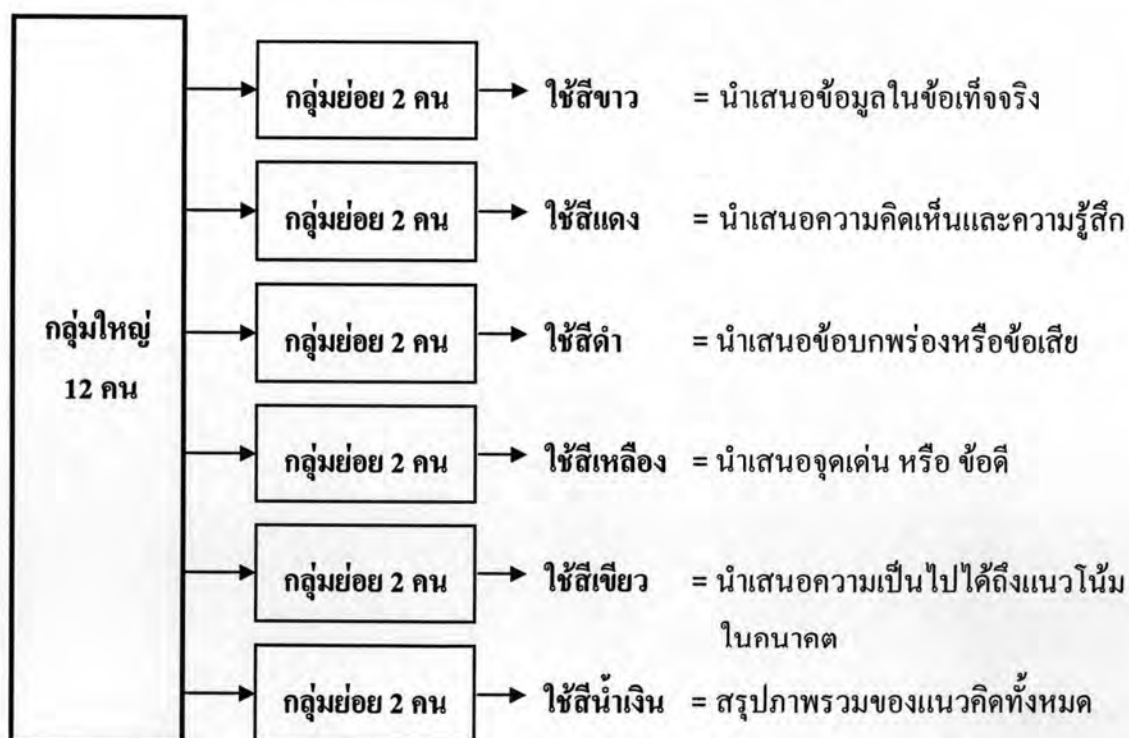 กลุ่มใหญ่
12 คน
กลุ่มย่อย 2 คน ใช้สีขาว = นำเสนอข้อมูลในข้อเท็จจริง
กลุ่มย่อย 2 คน ใช้สีแดง = นำเสนอความคิดเห็นและความรู้สึก
กลุ่มย่อย 2 คน ใช้สีดำ = นำเสนอข้อบกพร่องหรือข้อเสีย
กลุ่มย่อย 2 คน ใช้สีเหลือง = นำเสนอจุดเด่น หรือ ข้อดี
กลุ่มย่อย 2 คน ใช้สีเขียว = นำเสนอความเป็นไปได้ถึงแนวโน้ม
ในคนาคต
กลุ่มย่อย 2 คน ใช้สีน้ำเงิน = สรุปภาพรวมของแนวคิดทั้งหมด